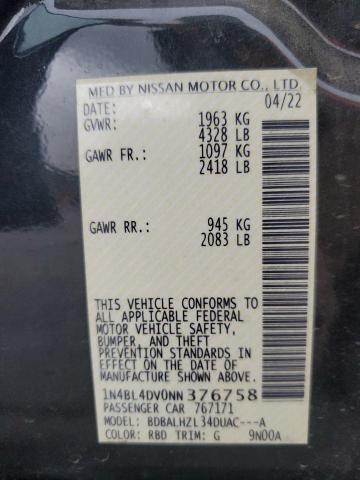 MFD BY NISSAN MOTOR CO., LTD.
DATE: 04/22
GVWR: 1963 KG
4328 LB
GAWR FR.: 1097 KG
2418 LB
GAWR RR.: 945 KG
2083 LB
THIS VEHICLE CONFORMS TO
ALL APPLICABLE FEDERAL
MOTOR VEHICLE SAFETY,
BUMPER, AND THEFT
PREVENTION STANDARDS
IN EFFECT ON THE DATE OF
MANUFACTURE SHOWN ABOVE.
1N4BL4DV0NN376758
PASSENGER CAR 767171
MODEL: BDBALHZL34DUAC---A
COLOR: RBD TRIM: G 9N00A